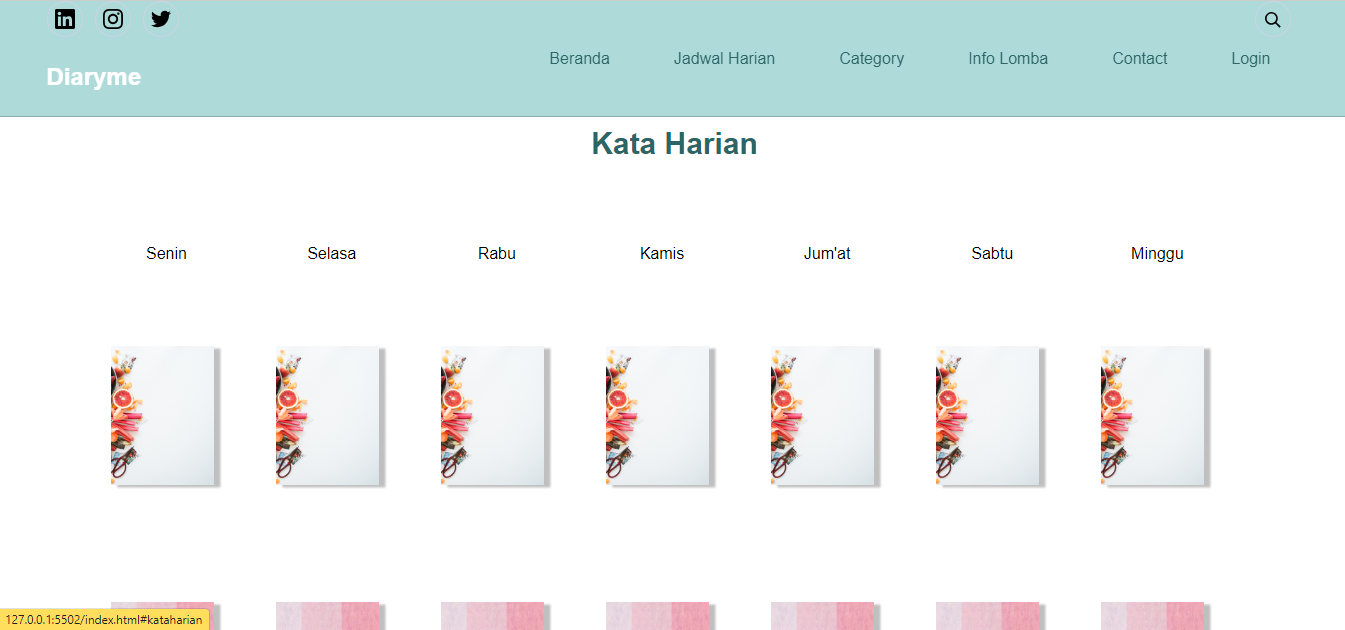 Diaryme
Beranda Jadwal Harian Category Info Lomba Contact Login
Kata Harian
Senin Selasa Rabu Kamis Jum'at Sabtu Minggu
127.0.0.1:5502/index.html#kataharian